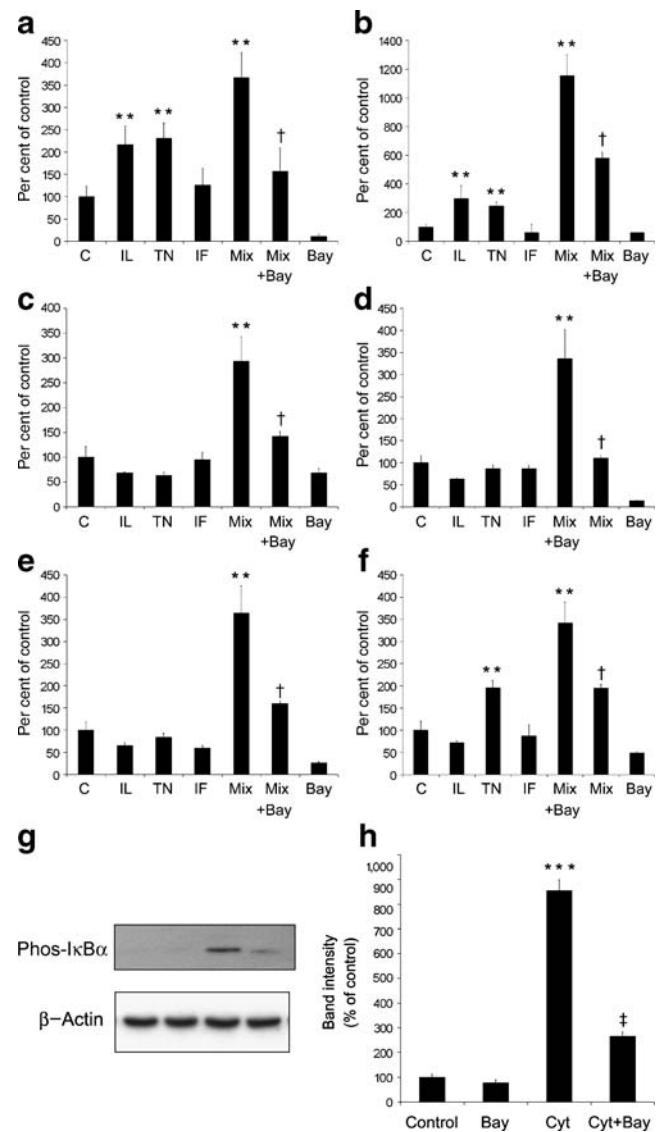 a
Per cent of control
450
400
350
300
250
200
150
100
50
0
** ** ** †
C IL TN IF Mix Mix Bay
+Bay
b
Per cent of control
1400
1200
1000
800
600
400
200
0
** ** ** †
C IL TN IF Mix Mix Bay
+Bay
c
Per cent of control
400
350
300
250
200
150
100
50
0
** †
C IL TN IF Mix Mix Bay
+Bay
d
Per cent of control
450
400
350
300
250
200
150
100
50
0
** †
C IL TN IF Mix Mix Bay
+Bay
e
Per cent of control
450
400
350
300
250
200
150
100
50
0
** †
C IL TN IF Mix Mix Bay
+Bay
f
Per cent of control
450
400
350
300
250
200
150
100
50
0
** ** †
C IL TN IF Mix Mix Bay
+Bay
g
Phos-IκBα
β–Actin
h
Band intensity
(% of control)
1,000
900
800
700
600
500
400
300
200
100
0
*** ‡
Control Bay Cyt Cyt+Bay